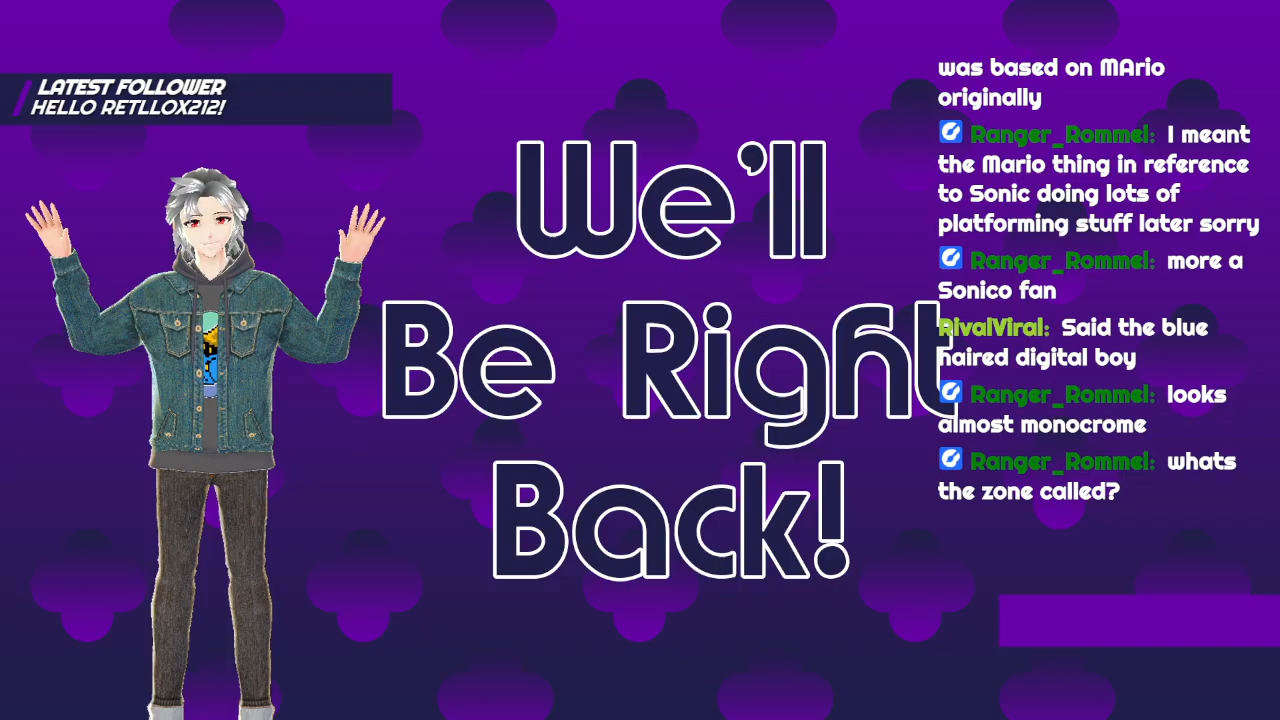 LATEST FOLLOWER
HELLO RETLLOX212!
We'll
Be Right
Back!
was based on MArio
originally
Ranger_Rommel: I meant
the Mario thing in reference
to Sonic doing lots of
platforming stuff later sorry
Ranger_Rommel: more a
Sonico fan
RivalViral: Said the blue
haired digital boy
Ranger_Rommel: looks
almost monocrome
Ranger_Rommel: whats
the zone called?